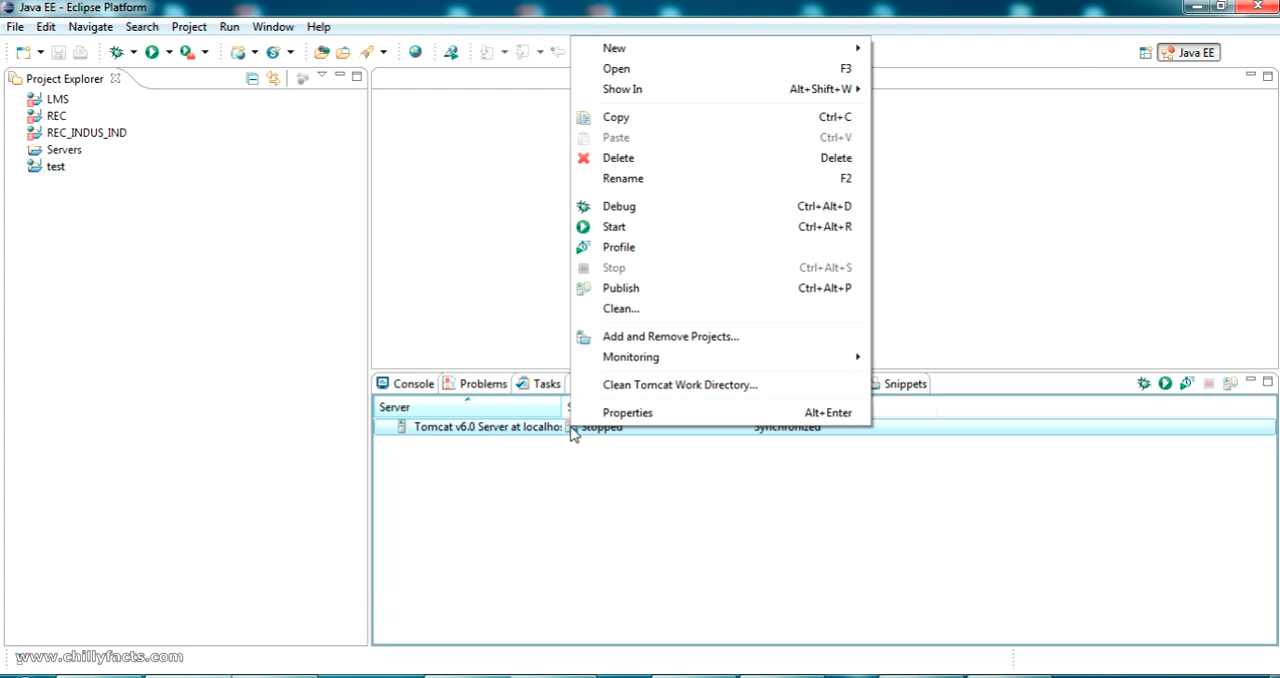 Java EE - Eclipse Platform
File Edit Navigate Search Project Run Window Help
Java EE
Project Explorer
LMS
REC
REC_INDUS_IND
Servers
test
New
Open F3
Show In Alt+Shift+W
Copy Ctrl+C
Paste Ctrl+V
Delete Delete
Rename F2
Debug Ctrl+Alt+D
Start Ctrl+Alt+R
Profile
Stop Ctrl+Alt+S
Publish Ctrl+Alt+P
Clean...
Add and Remove Projects...
Monitoring
Clean Tomcat Work Directory...
Properties Alt+Enter
Console Problems Tasks Snippets
Server
Tomcat v6.0 Server at localho: Stopped Synchronized
www.chillyfacts.com